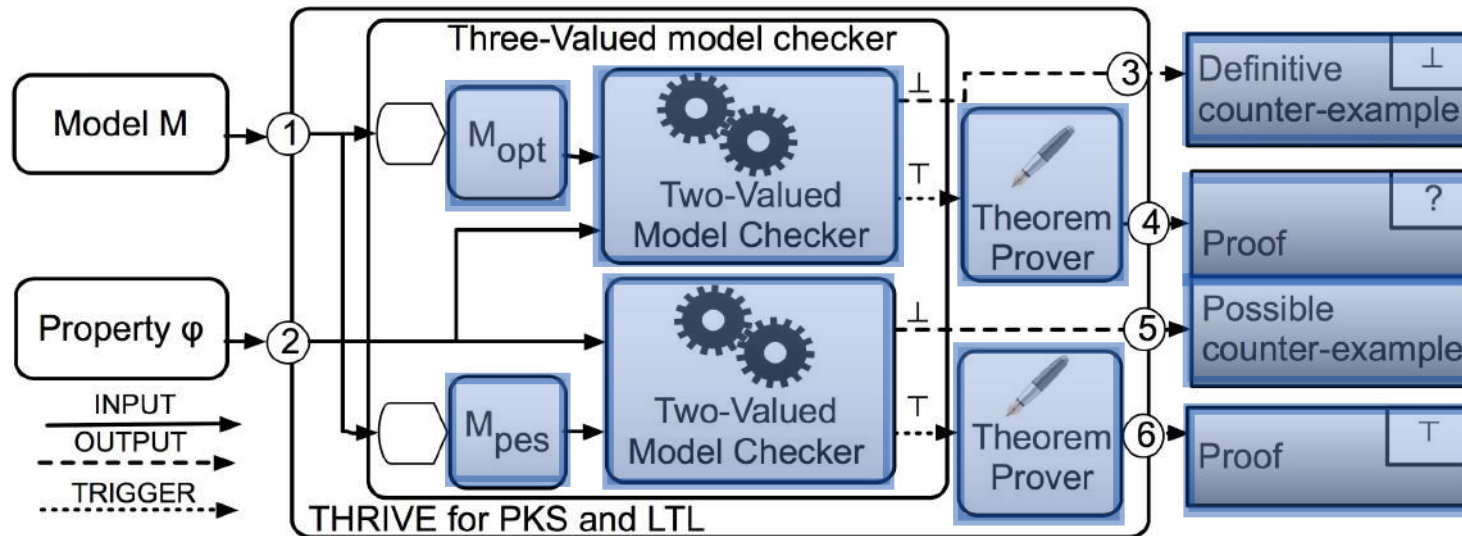 Three-Valued model checker
Model M
1
M_opt
Two-Valued
Model Checker
⊥
⊤
Theorem
Prover
3
Definitive
counter-example
⊥
4
Proof
?
Property φ
2
M_pes
Two-Valued
Model Checker
⊥
⊤
Theorem
Prover
5
Possible
counter-example
6
Proof
⊤
INPUT
OUTPUT
TRIGGER
THRIVE for PKS and LTL